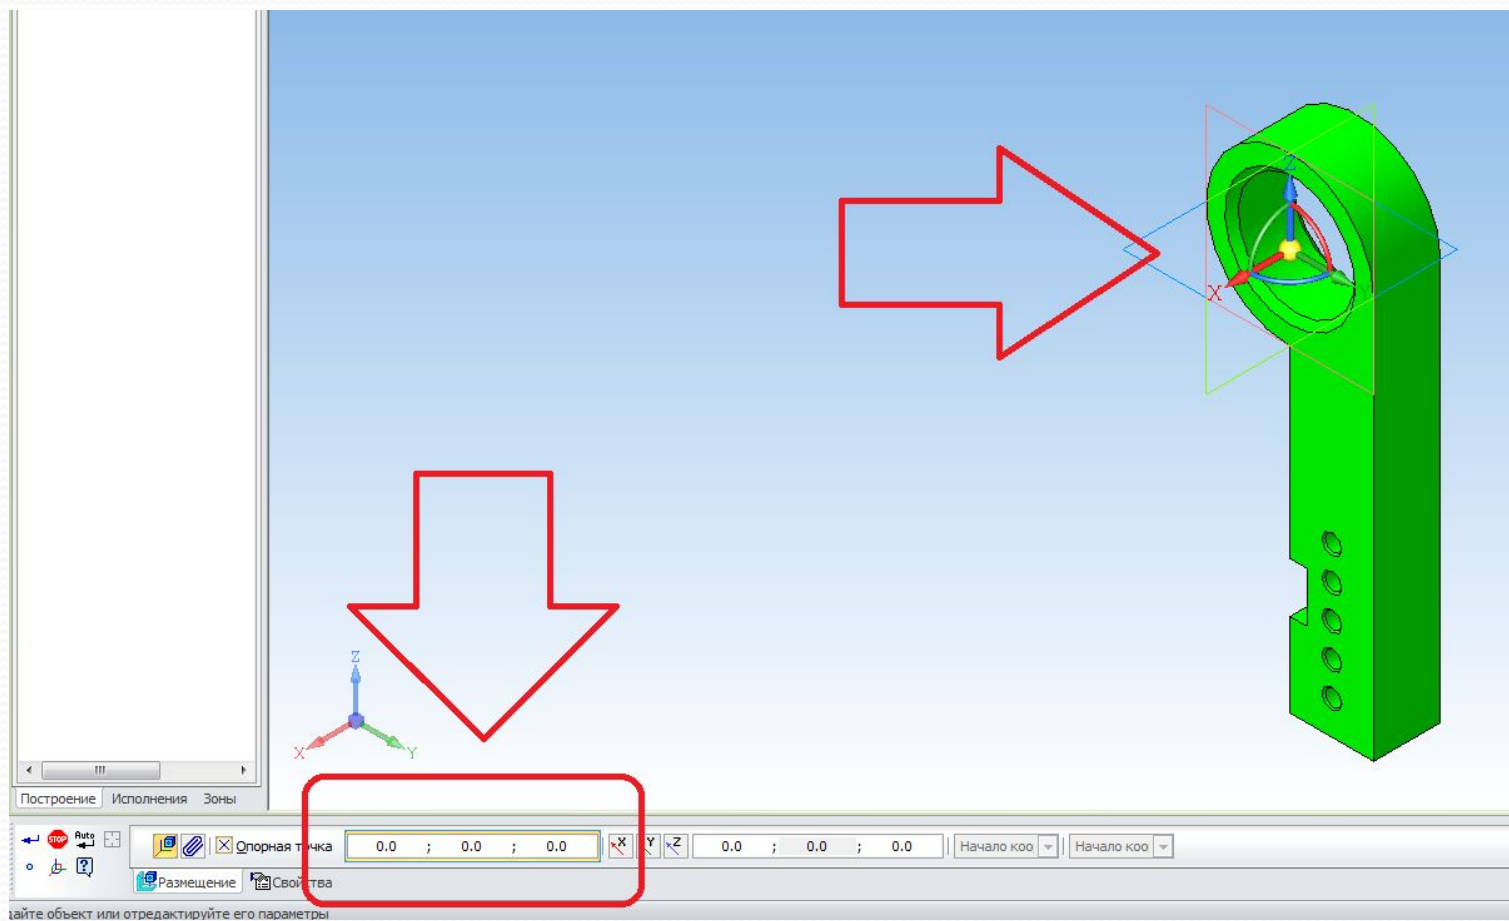 Z
X
Y
Z
X
Y
Построение Исполнения Зоны
STOP Auto Опорная точка 0.0 ; 0.0 ; 0.0 X Y Z 0.0 ; 0.0 ; 0.0 Начало коо Начало коо
Размещение Свойства
дайте объект или отредактируйте его параметры